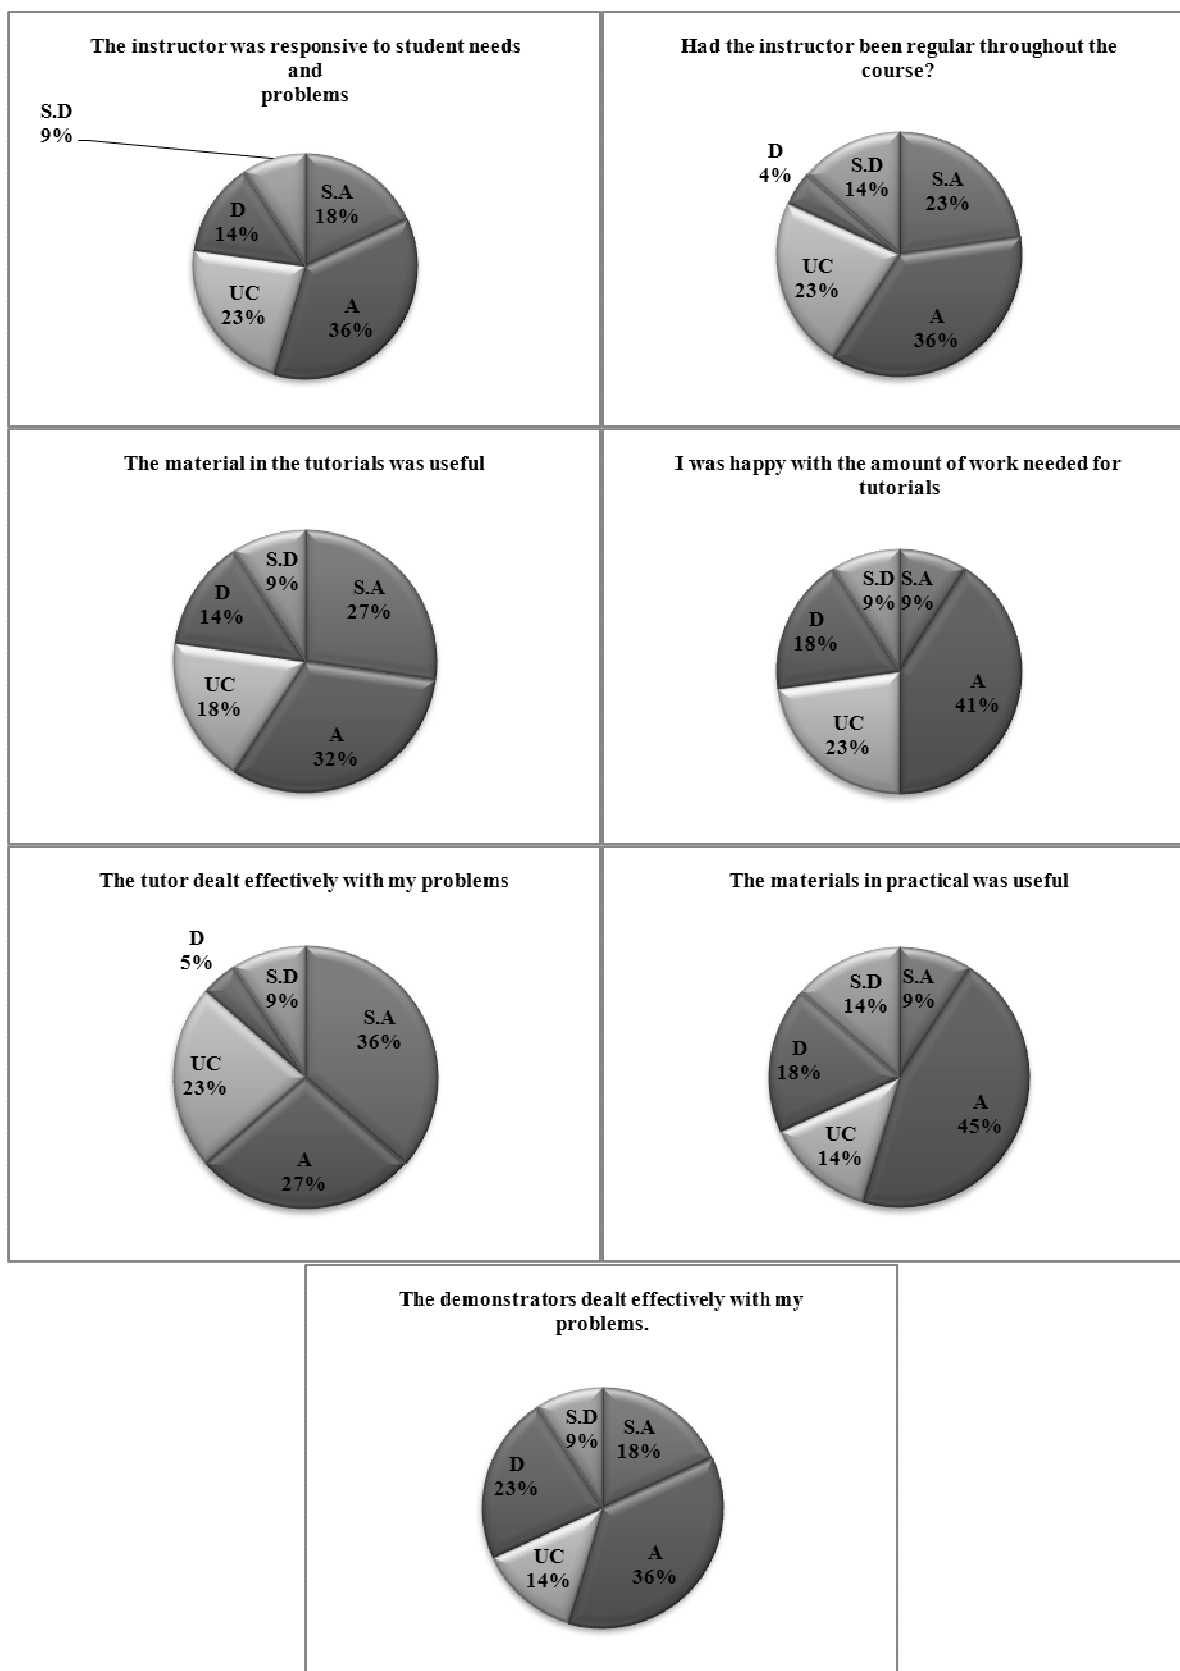 The instructor was responsive to student needs
and
problems
S.D
9%
S.A
18%
D
14%
UC
23%
A
36%
Had the instructor been regular throughout the
course?
D
4%
S.D
14%
S.A
23%
UC
23%
A
36%
The material in the tutorials was useful
S.D
9%
S.A
27%
D
14%
UC
18%
A
32%
I was happy with the amount of work needed for
tutorials
S.D
9%
S.A
9%
D
18%
A
41%
UC
23%
The tutor dealt effectively with my problems
D
5%
S.D
9%
S.A
36%
UC
23%
A
27%
The materials in practical was useful
S.D
14%
S.A
9%
D
18%
A
45%
UC
14%
The demonstrators dealt effectively with my
problems.
S.D
9%
S.A
18%
D
23%
UC
14%
A
36%